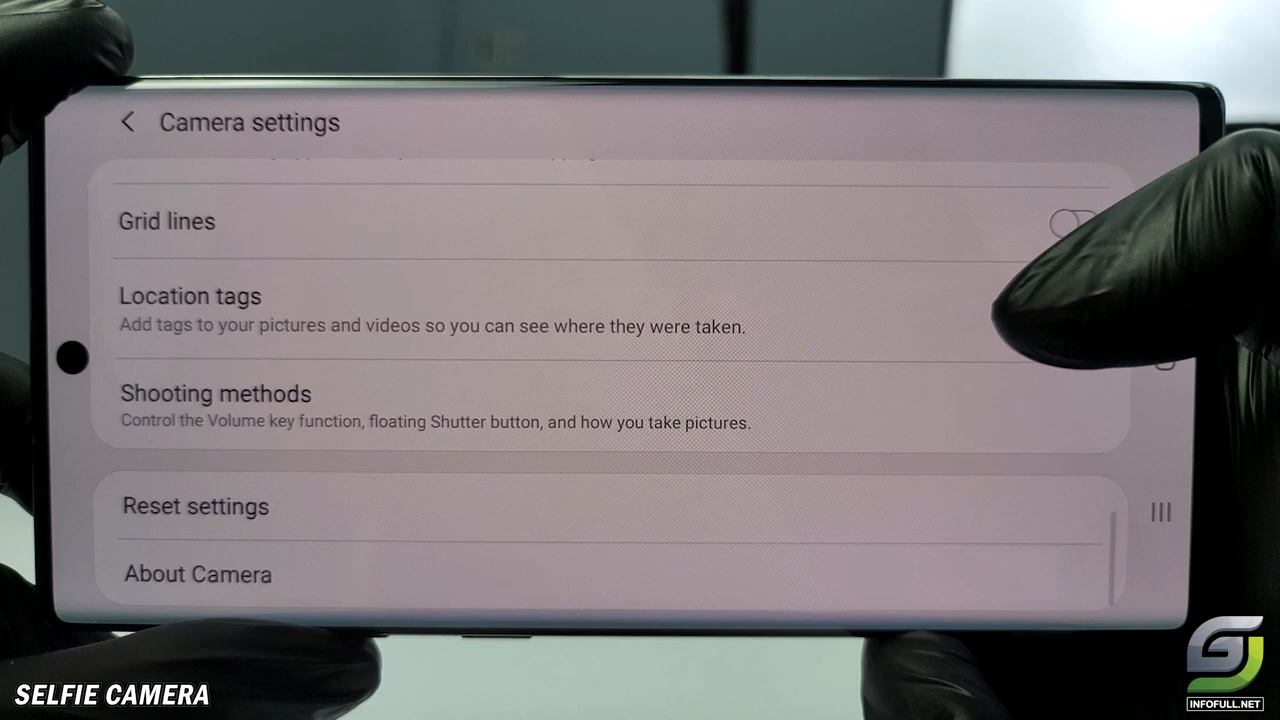 Camera settings
Grid lines
Location tags
Add tags to your pictures and videos so you can see where they were taken.
Shooting methods
Control the Volume key function, floating Shutter button, and how you take pictures.
Reset settings
About Camera
SELFIE CAMERA
INFOFULL.NET